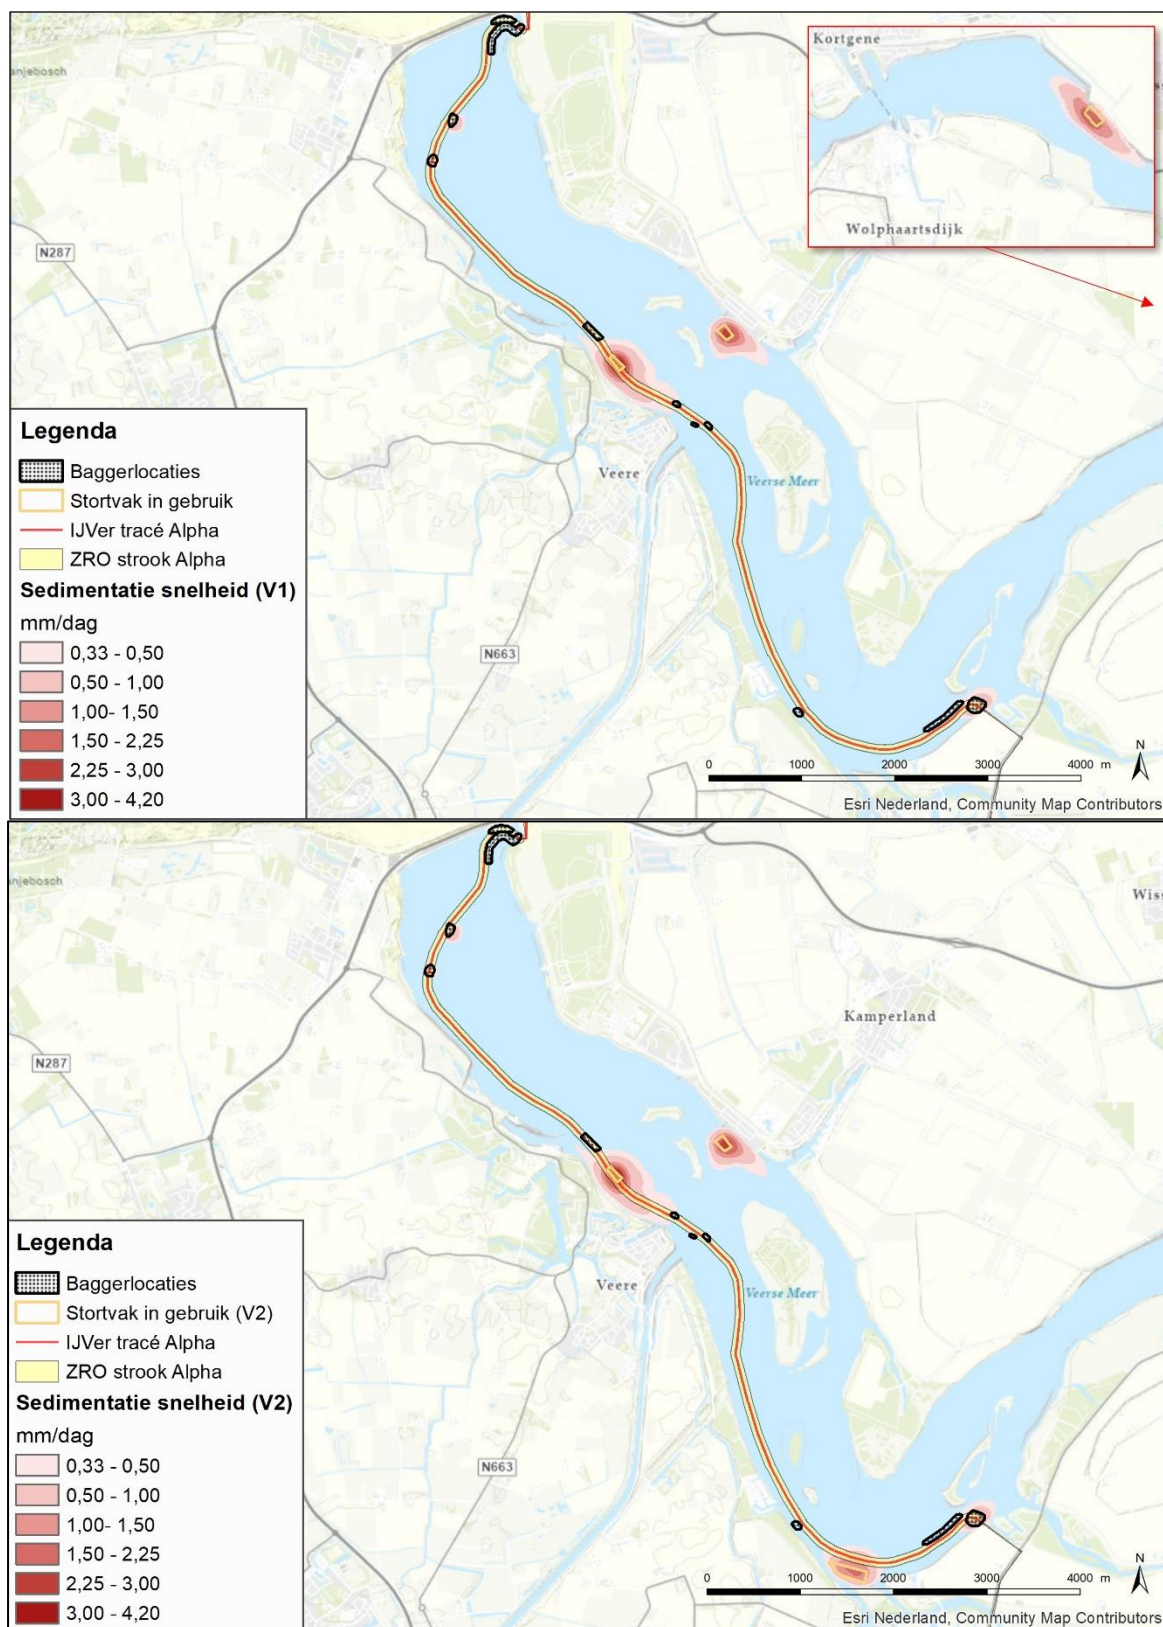 Kortgene
Wolphaartsdijk
anjebosch
N287
Veere
Veerse Meer
N663
Legenda
Baggerlocaties
Stortvak in gebruik
IJVer tracé Alpha
ZRO strook Alpha
Sedimentatie snelheid (V1)
mm/dag
0,33 - 0,50
0,50 - 1,00
1,00- 1,50
1,50 - 2,25
2,25 - 3,00
3,00 - 4,20
0 1000 2000 3000 4000 m
N
Esri Nederland, Community Map Contributors
anjebosch
Wiss
Kamperland
N287
Veere
Veerse Meer
N663
Legenda
Baggerlocaties
Stortvak in gebruik (V2)
IJVer tracé Alpha
ZRO strook Alpha
Sedimentatie snelheid (V2)
mm/dag
0,33 - 0,50
0,50 - 1,00
1,00- 1,50
1,50 - 2,25
2,25 - 3,00
3,00 - 4,20
0 1000 2000 3000 4000 m
N
Esri Nederland, Community Map Contributors